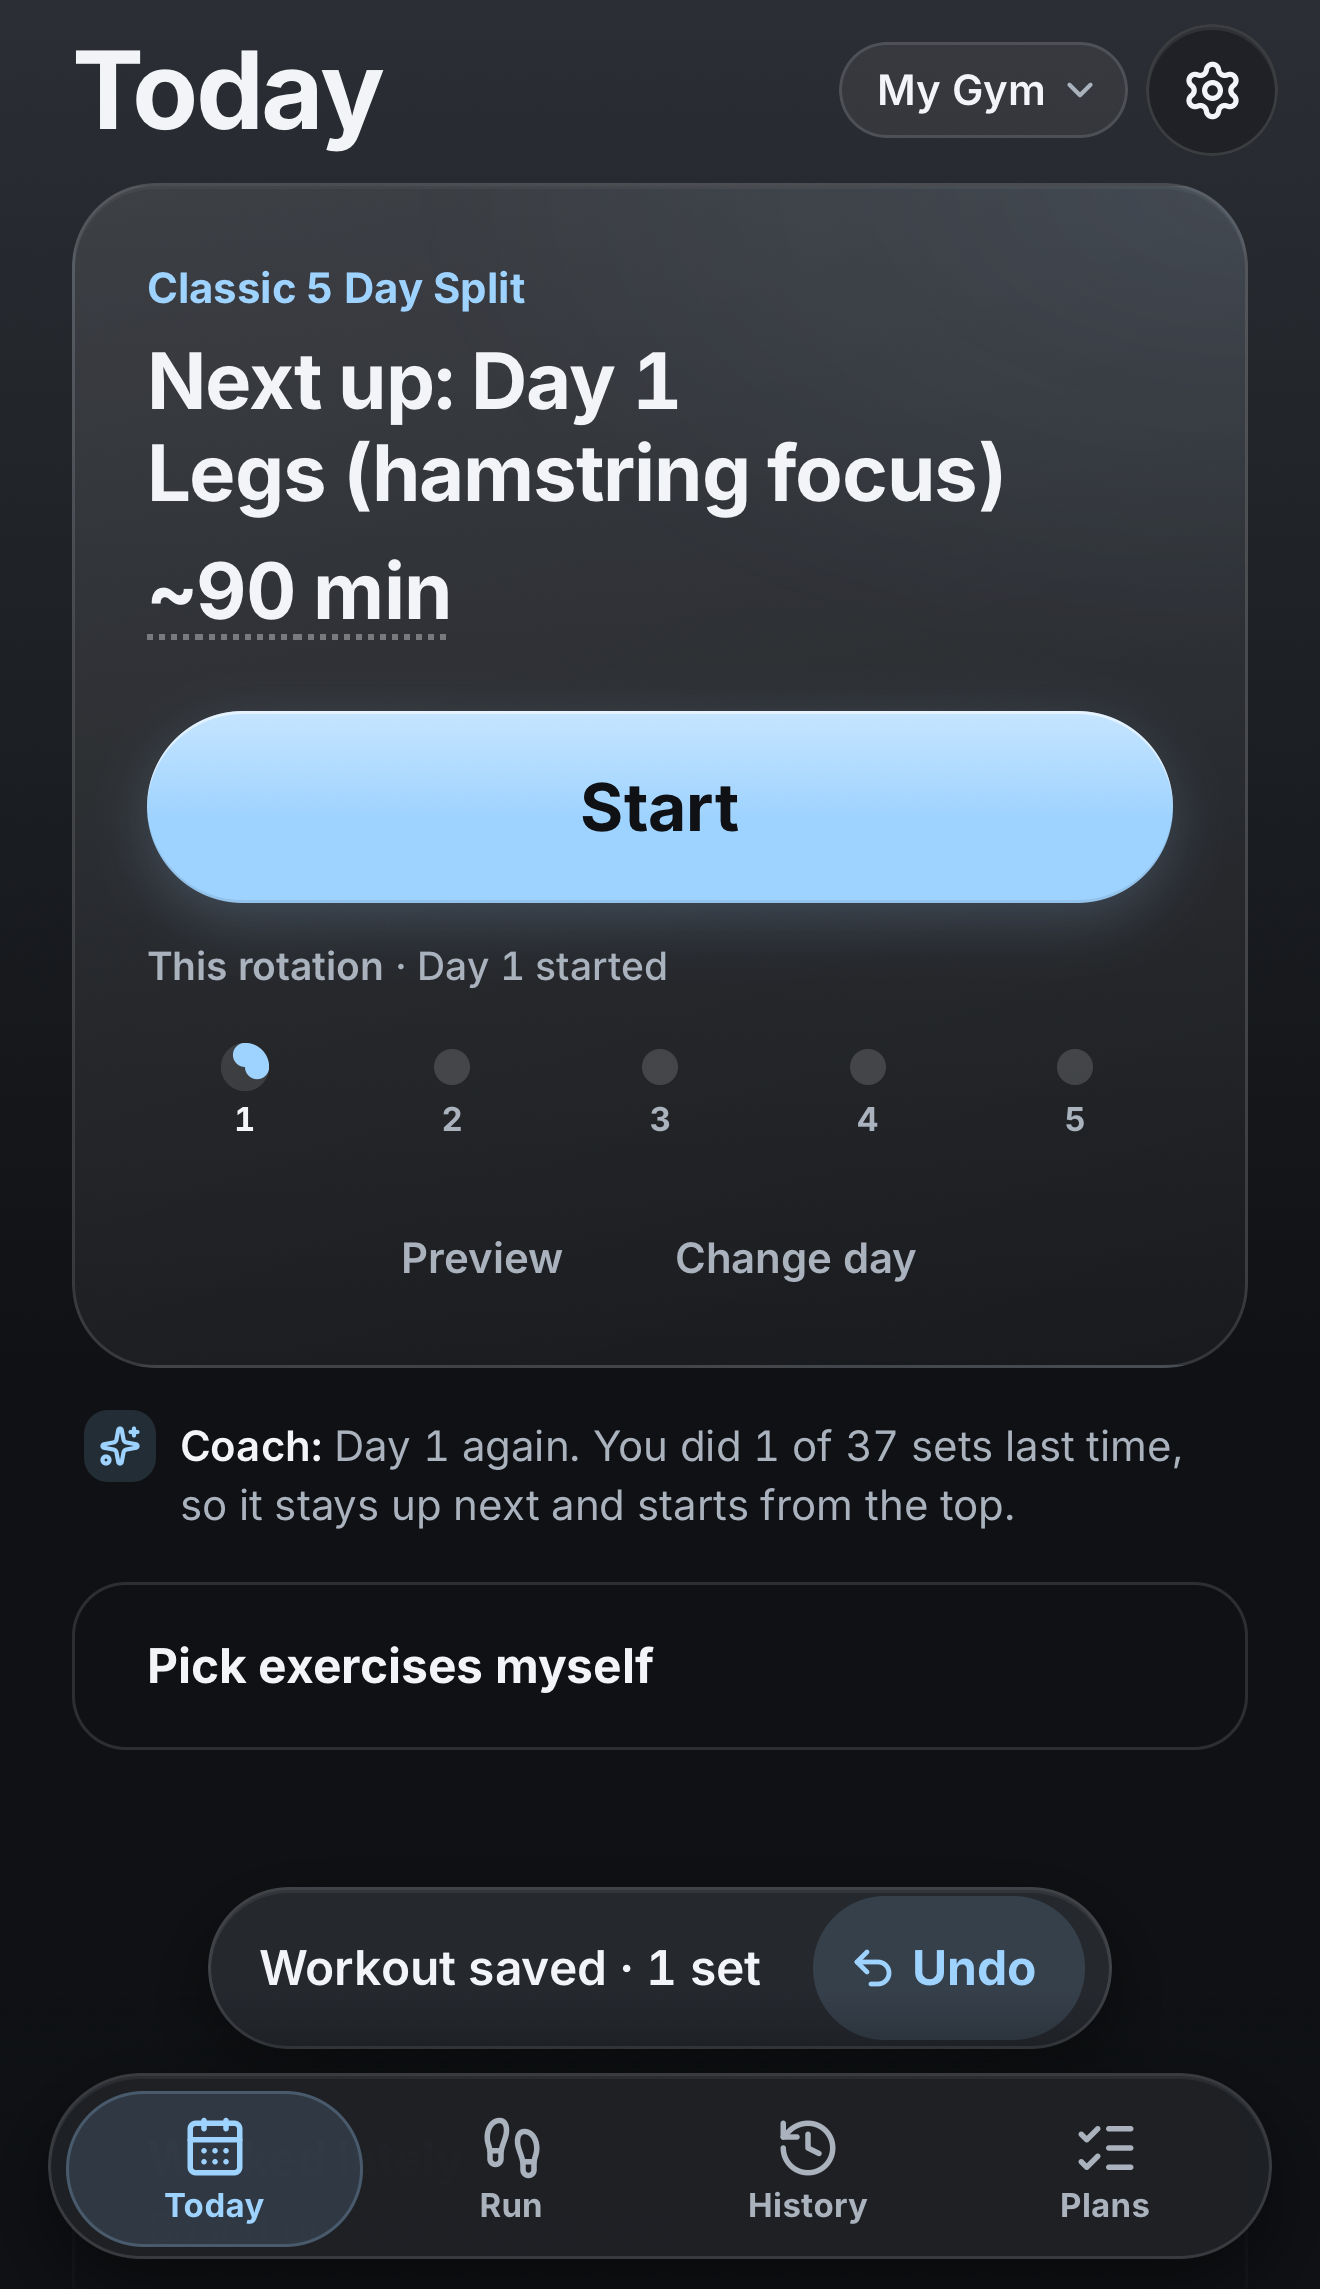 Today
My Gym
Classic 5 Day Split
Next up: Day 1
Legs (hamstring focus)
~90 min
Start
This rotation · Day 1 started
1 2 3 4 5
Preview Change day
Coach: Day 1 again. You did 1 of 37 sets last time,
so it stays up next and starts from the top.
Pick exercises myself
Workout saved · 1 set Undo
Today Run History Plans